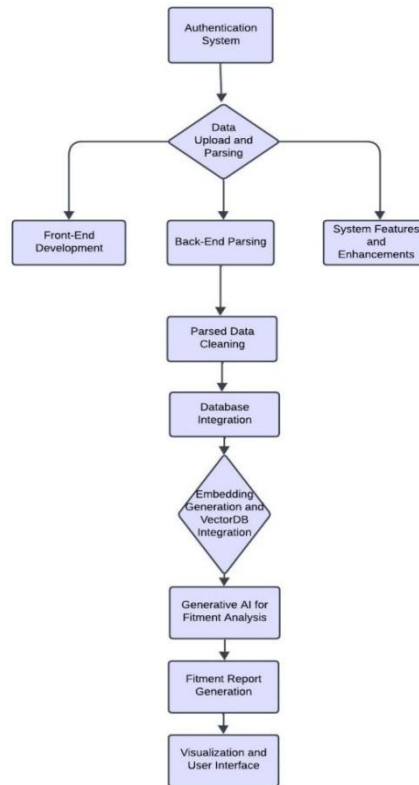 Authentication
System
Data
Upload and
Parsing
Front-End
Development
Back-End Parsing
System Features
and
Enhancements
Parsed Data
Cleaning
Database
Integration
Embedding
Generation and
VectorDB
Integration
Generative AI for
Fitment Analysis
Fitment Report
Generation
Visualization and
User Interface